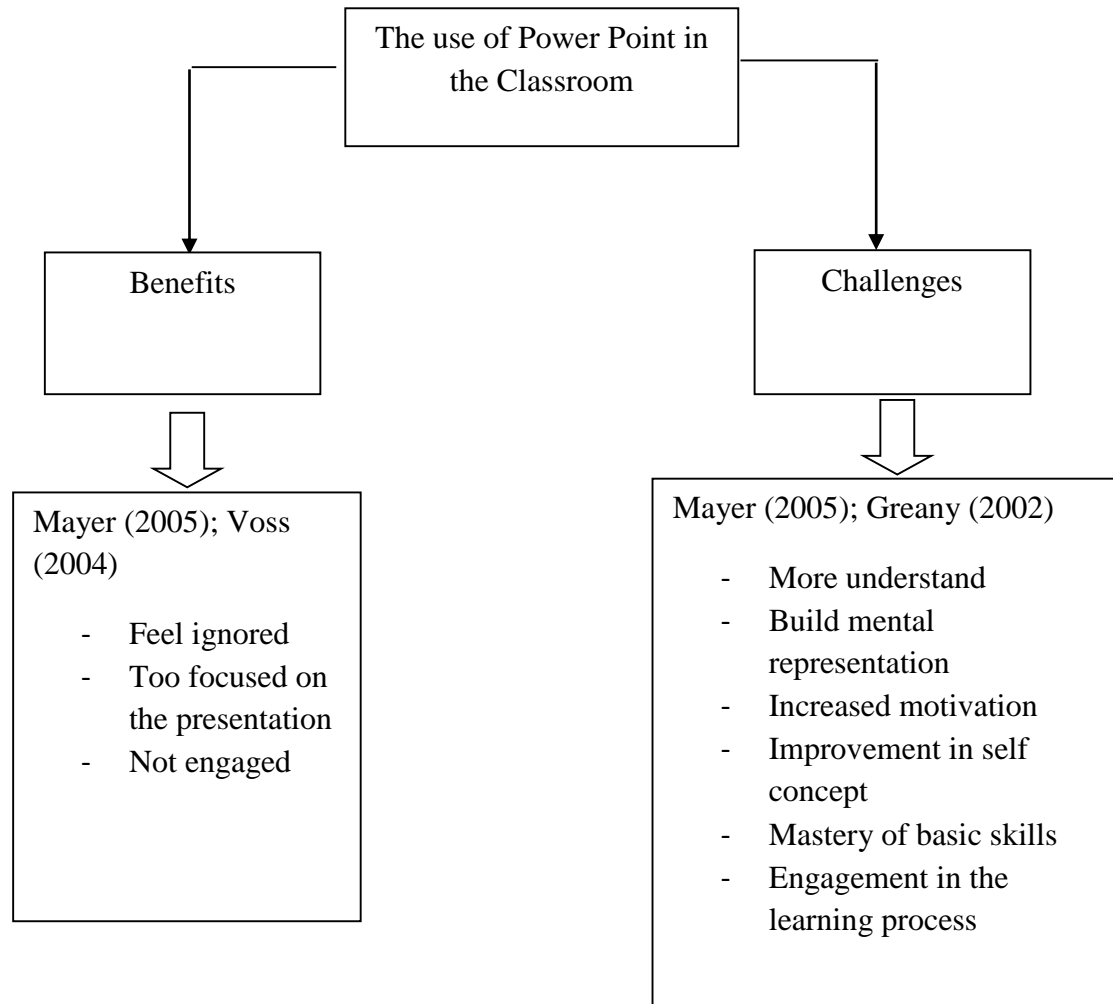 The use of Power Point in
the Classroom
Benefits
Challenges
Mayer (2005); Voss
(2004)
- Feel ignored
- Too focused on
the presentation
- Not engaged
Mayer (2005); Greany (2002)
- More understand
- Build mental
representation
- Increased motivation
- Improvement in self
concept
- Mastery of basic skills
- Engagement in the
learning process